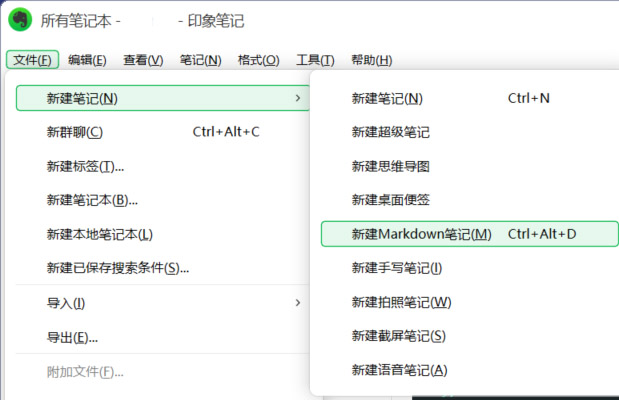 所有笔记本 - - 印象笔记
文件(F) 编辑(E) 查看(V) 笔记(N) 格式(O) 工具(T) 帮助(H)
新建笔记(N)
新群聊(C) Ctrl+Alt+C
新建标签(T)...
新建笔记本(B)...
新建本地笔记本(L)
新建已保存搜索条件(S)...
导入(I)
导出(E)...
附加文件(F)...
新建笔记(N) Ctrl+N
新建超级笔记
新建思维导图
新建桌面便签
新建Markdown笔记(M) Ctrl+Alt+D
新建手写笔记(I)
新建拍照笔记(W)
新建截屏笔记(S)
新建语音笔记(A)